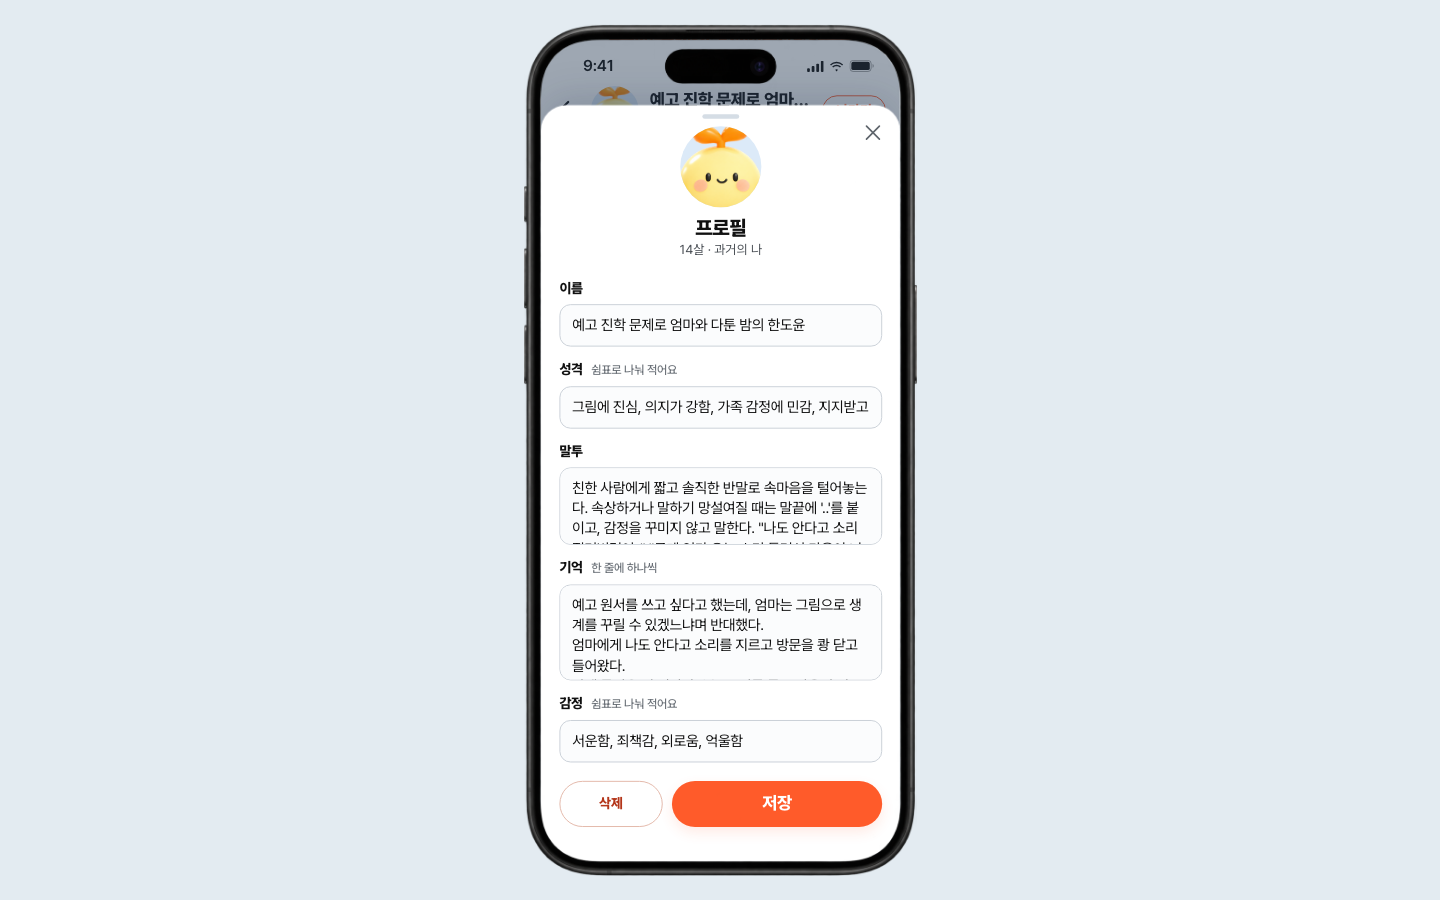 9:41
예고 진학 문제로 엄마...
프로필
14살 · 과거의 나
이름
예고 진학 문제로 엄마와 다툰 밤의 한도윤
성격 쉼표로 나눠 적어요
그림에 진심, 의지가 강함, 가족 감정에 민감, 지지받고
말투
친한 사람에게 짧고 솔직한 반말로 속마음을 털어놓는
다. 속상하거나 말하기 망설여질 때는 말끝에 '..'를 붙
이고, 감정을 꾸미지 않고 말한다. "나도 안다고 소리
기억 한 줄에 하나씩
예고 원서를 쓰고 싶다고 했는데, 엄마는 그림으로 생
계를 꾸릴 수 있겠느냐며 반대했다.
엄마에게 나도 안다고 소리를 지르고 방문을 쾅 닫고
들어왔다.
감정 쉼표로 나눠 적어요
서운함, 죄책감, 외로움, 억울함
삭제
저장